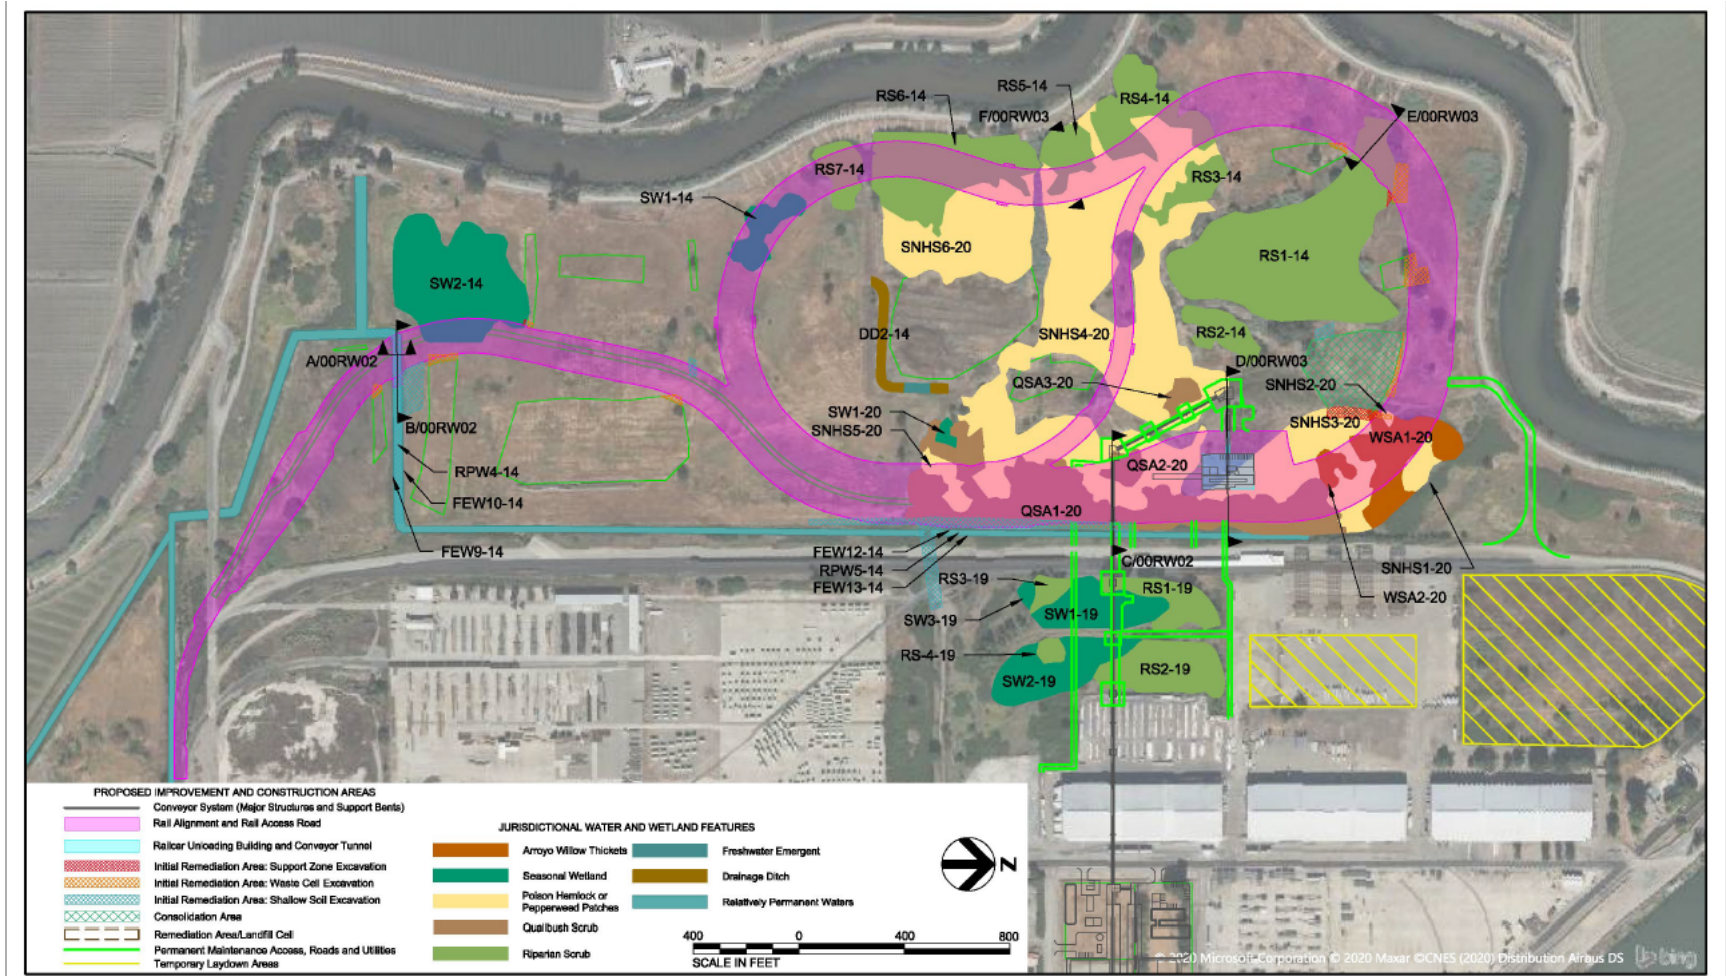 RS5-14
RS6-14
RS4-14
F/00RW03
E/00RW03
RS7-14
RS3-14
SW1-14
SNHS6-20
RS1-14
SW2-14
DD2-14
SNHS4-20
RS2-14
A/00RW02
D/00RW03
QSA3-20
SNHS2-20
SW1-20
SNHS5-20
SNHS3-20
B/00RW02
WSA1-20
RPW4-14
QSA2-20
FEW10-14
QSA1-20
FEW9-14
FEW12-14
RPW5-14
FEW13-14
C/00RW02
SNHS1-20
WSA2-20
RS3-19
RS1-19
SW3-19
SW1-19
RS-4-19
RS2-19
SW2-19
PROPOSED IMPROVEMENT AND CONSTRUCTION AREAS
Conveyor System (Major Structures and Support Bents)
Rail Alignment and Rail Access Road
Railcar Unloading Building and Conveyor Tunnel
Initial Remediation Area: Support Zone Excavation
Initial Remediation Area: Waste Cell Excavation
Initial Remediation Area: Shallow Soil Excavation
Consolidation Area
Remediation Area/Landfill Cell
Permanent Maintenance Access, Roads and Utilities
Temporary Laydown Areas
JURISDICTIONAL WATER AND WETLAND FEATURES
Arroyo Willow Thickets
Seasonal Wetland
Poison Hemlock or
Pepperweed Patches
Quailbush Scrub
Riparian Scrub
Freshwater Emergent
Drainage Ditch
Relatively Permanent Waters
N
400 0 400 800
SCALE IN FEET
© 2020 Microsoft Corporation © 2020 Maxar ©CNES (2020) Distribution Airbus DS
bing